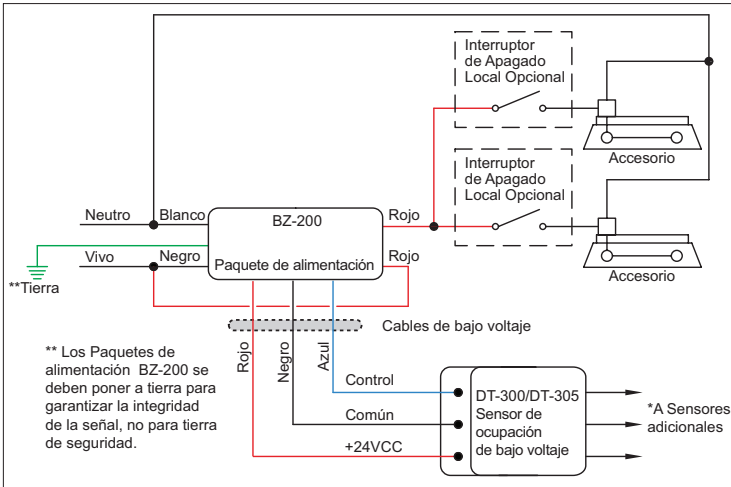 Interruptor
de Apagado
Local Opcional
Accesorio
Interruptor
de Apagado
Local Opcional
Accesorio
Neutro
Blanco
BZ-200
Rojo
Vivo
Negro
Paquete de alimentación
Rojo
**Tierra
Cables de bajo voltaje
** Los Paquetes de
alimentación BZ-200 se
deben poner a tierra para
garantizar la integridad
de la señal, no para tierra
de seguridad.
Rojo
Negro
Azul
Control
Común
+24VCC
DT-300/DT-305
Sensor de
ocupación
de bajo voltaje
*A Sensores
adicionales